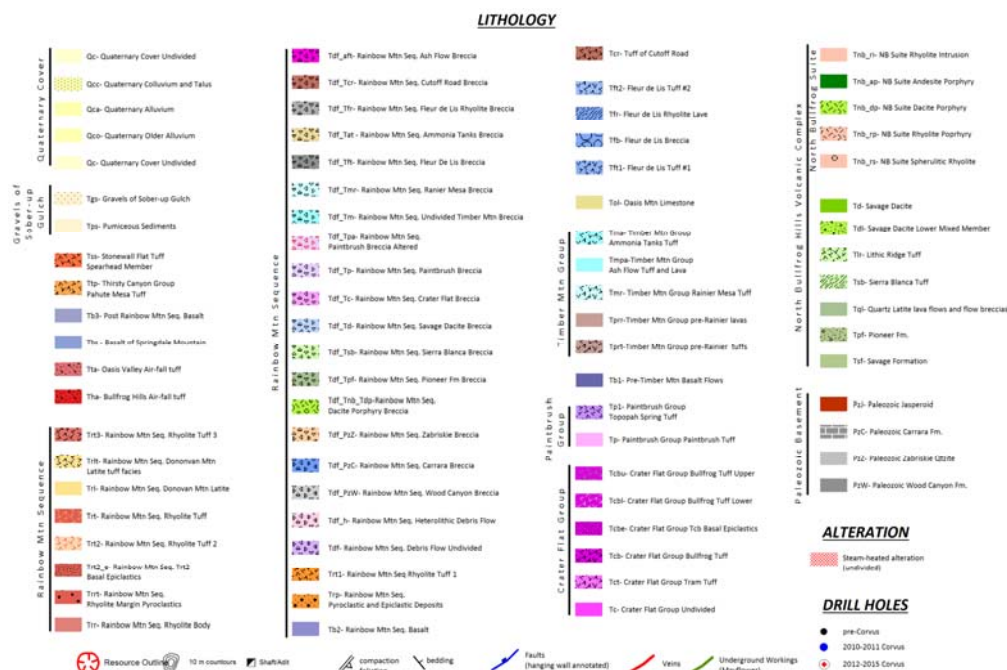 LITHOLOGY
Quaternary Cover
Qc- Quaternary Cover Undivided
Qcc- Quaternary Colluvium and Talus
Qca- Quaternary Alluvium
Qco- Quaternary Older Alluvium
Qc- Quaternary Cover Undivided
Gravels of
Sober-up
Gulch
Tgs- Gravels of Sober-up Gulch
Tps- Pumiceous Sediments
Tss- Stonewall Flat Tuff
Spearhead Member
Ttp- Thirsty Canyon Group
Pahute Mesa Tuff
Tb3- Post Rainbow Mtn Seq. Basalt
Basalt of Springdale Mountain
Tta- Oasis Valley Air-fall tuff
Tha- Bullfrog Hills Air-fall tuff
Rainbow Mtn Sequence
Trt3- Rainbow Mtn Seq. Rhyolite Tuff 3
Trlt- Rainbow Mtn Seq. Dononvan Mtn
Latite tuff facies
Trl- Rainbow Mtn Seq. Donovan Mtn Latite
Trt- Rainbow Mtn Seq. Rhyolite Tuff
Trt2- Rainbow Mtn Seq. Rhyolite Tuff 2
Trt2_e- Rainbow Mtn Seq. Trt2
Basal Epiclastics
Trrt- Rainbow Mtn Seq.
Rhyolite Margin Pyroclastics
Trr- Rainbow Mtn Seq. Rhyolite Body
Rainbow Mtn Sequence
Tdf_aft- Rainbow Mtn Seq. Ash Flow Breccia
Tdf_Tcr- Rainbow Mtn Seq. Cutoff Road Breccia
Tdf_Tfr- Rainbow Mtn Seq. Fleur de Lis Rhyolite Breccia
Tdf_Tat - Rainbow Mtn Seq. Ammonia Tanks Breccia
Tdf_Tft- Rainbow Mtn Seq. Fleur De Lis Breccia
Tdf_Tmr- Rainbow Mtn Seq. Ranier Mesa Breccia
Tdf_Tm- Rainbow Mtn Seq. Undivided Timber Mtn Breccia
Tdf_Tpa- Rainbow Mtn Seq.
Paintbrush Breccia Altered
Tdf_Tp- Rainbow Mtn Seq. Paintbrush Breccia
Tdf_Tc- Rainbow Mtn Seq. Crater Flat Breccia
Tdf_Td- Rainbow Mtn Seq. Savage Dacite Breccia
Tdf_Tsb- Rainbow Mtn Seq. Sierra Blanca Breccia
Tdf_Tpf- Rainbow Mtn Seq. Pioneer Fm Breccia
Tdf_Tnb_Tdp-Rainbow Mtn Seq.
Dacite Porphyry Breccia
Tdf_PzZ- Rainbow Mtn Seq. Zabriskie Breccia
Tdf_PzC- Rainbow Mtn Seq. Carrara Breccia
Tdf_PzW- Rainbow Mtn Seq. Wood Canyon Breccia
Tdf_h- Rainbow Mtn Seq. Heterolithic Debris Flow
Tdf- Rainbow Mtn Seq. Debris Flow Undivided
Trt1- Rainbow Mtn Seq Rhyolite Tuff 1
Trp- Rainbow Mtn Seq.
Pyroclastic and Epiclastic Deposits
Tb2- Rainbow Mtn Seq. Basalt
Tcr- Tuff of Cutoff Road
Tft2- Fleur de Lis Tuff #2
Tfr- Fleur de Lis Rhyolite Lave
Tfb- Fleur de Lis Breccia
Tft1- Fleur de Lis Tuff #1
Tol- Oasis Mtn Limestone
Timber Mtn Group
Tma- Timber Mtn Group
Ammonia Tanks Tuff
Tmpa-Timber Mtn Group
Ash Flow Tuff and Lava
Tmr- Timber Mtn Group Rainier Mesa Tuff
Tprr-Timber Mtn Group pre-Rainier lavas
Tprt-Timber Mtn Group pre-Rainier tuffs
Tb1- Pre-Timber Mtn Basalt Flows
Paintbrush
Group
Tp1- Paintbrush Group
Topopah Spring Tuff
Tp- Paintbrush Group Paintbrush Tuff
Crater Flat Group
Tcbu- Crater Flat Group Bullfrog Tuff Upper
Tcbl- Crater Flat Group Bullfrog Tuff Lower
Tcbe- Crater Flat Group Tcb Basal Epiclastics
Tcb- Crater Flat Group Bullfrog Tuff
Tct- Crater Flat Group Tram Tuff
Tc- Crater Flat Group Undivided
North Bullfrog Hills Volcanic Complex
North Bullfrog Suite
Tnb_ri- NB Suite Rhyolite Intrusion
Tnb_ap- NB Suite Andesite Porphyry
Tnb_dp- NB Suite Dacite Porphyry
Tnb_rp- NB Suite Rhyolite Poprhyry
Tnb_rs- NB Suite Spherulitic Rhyolite
Td- Savage Dacite
Tdl- Savage Dacite Lower Mixed Member
Tlr- Lithic Ridge Tuff
Tsb- Sierra Blanca Tuff
Tql- Quartz Latite lava flows and flow breccias
Tpf- Pioneer Fm.
Tsf- Savage Formation
Paleozoic Basement
PzJ- Paleozoic Jasperoid
PzC- Paleozoic Carrara Fm.
PzZ- Paleozoic Zabriskie Qtzite
PzW- Paleozoic Wood Canyon Fm.
ALTERATION
Steam-heated alteration
(undivided)
DRILL HOLES
pre-Corvus
2010-2011 Corvus
2012-2015 Corvus
Resource Outline
10 m countours
Shaft/Adit
compaction
bedding
Faults
(hanging wall annotated)
Veins
Underground Workings